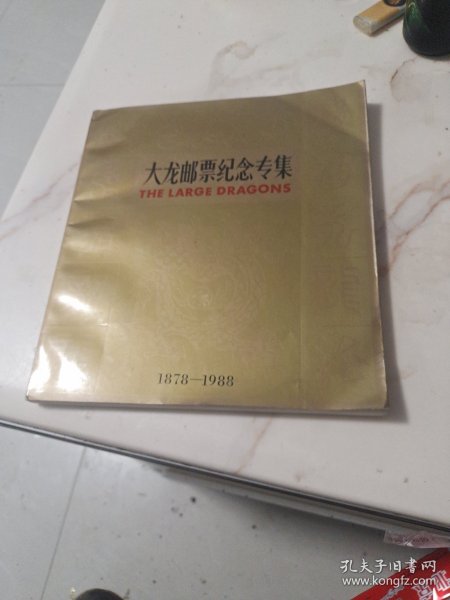 大龙邮票纪念专集
THE LARGE DRAGONS
1878—1988
孔夫子旧书网
www.kongfz.com